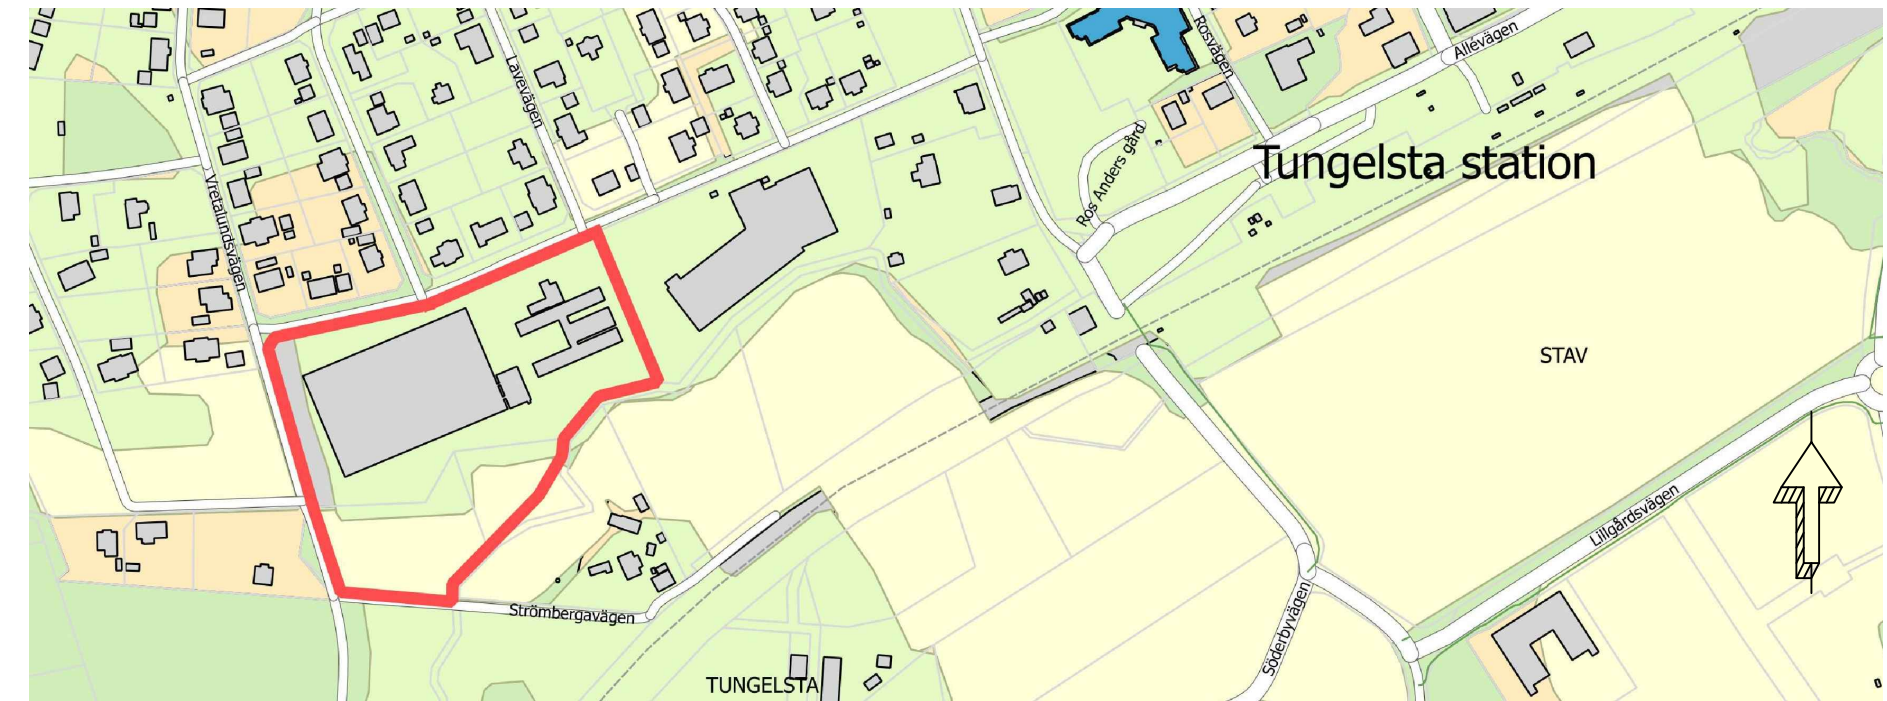 Rosvägen
Allévägen
Lavevägen
Vretalundsvägen
Ros Anders gård
Tungelsta station
STAV
Lillgårdsvägen
Strömbergavägen
Söderbyvägen
TUNGELSTA